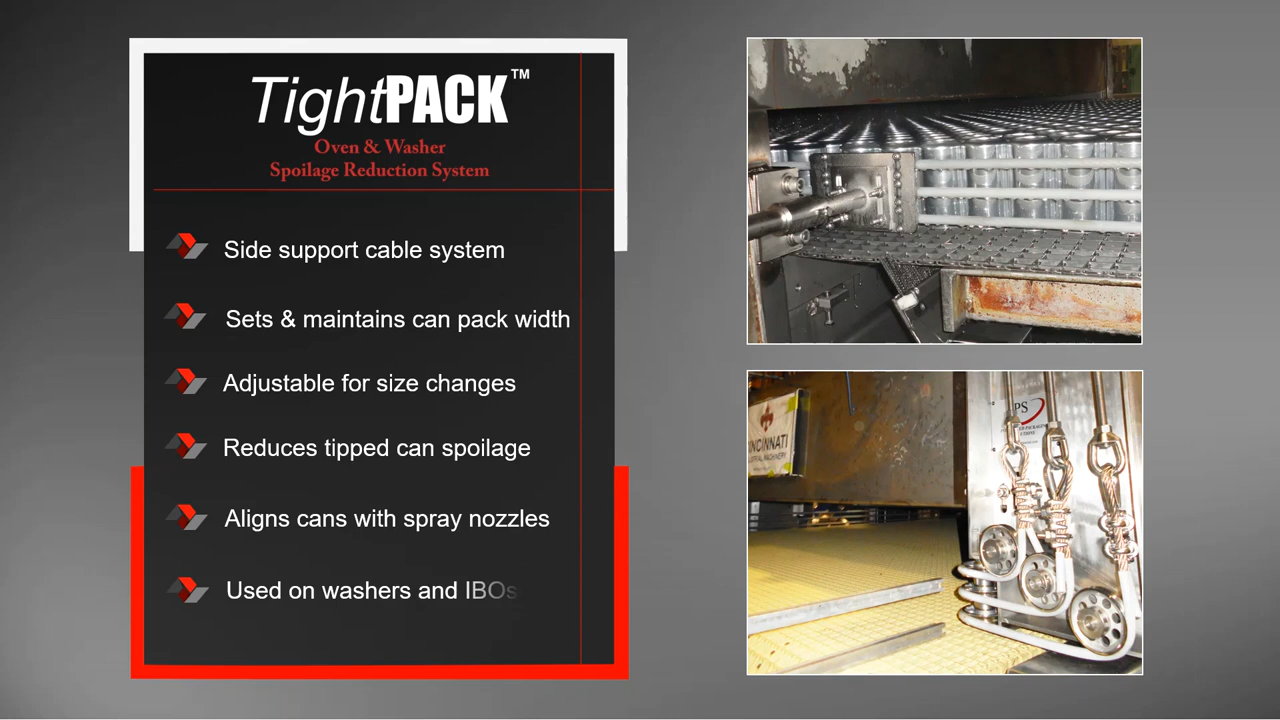 TightPACK™
Oven & Washer
Spoilage Reduction System
Side support cable system
Sets & maintains can pack width
Adjustable for size changes
Reduces tipped can spoilage
Aligns cans with spray nozzles
Used on washers and IBOs
CINCINNATI
PS